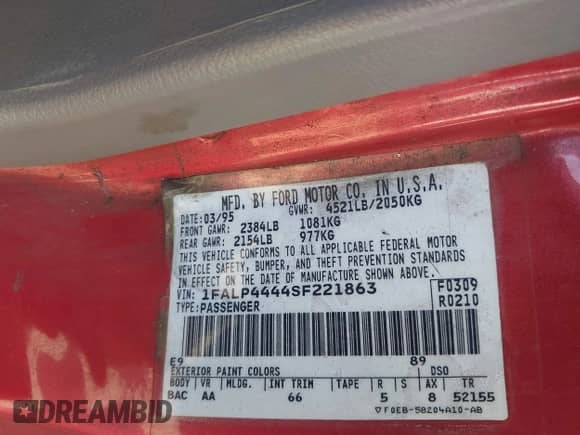 MFD. BY FORD MOTOR CO. IN U.S.A.
DATE: 03/95 GVWR: 4521LB/2050KG
FRONT GAWR: 2384LB 1081KG
REAR GAWR: 2154LB 977KG
THIS VEHICLE CONFORMS TO ALL APPLICABLE FEDERAL MOTOR
VEHICLE SAFETY, BUMPER, AND THEFT PREVENTION STANDARDS
IN EFFECT ON THE DATE OF MANUFACTURE SHOWN ABOVE.
VIN: 1FALP4444SF221863 F0309
TYPE: PASSENGER R0210
E9 89
EXTERIOR PAINT COLORS DSO
BODY VR MLDG. INT TRIM TAPE R S AX TR
BAC AA 66 5 8 52155
▽F0EB-58204A10-AB
DREAMBID